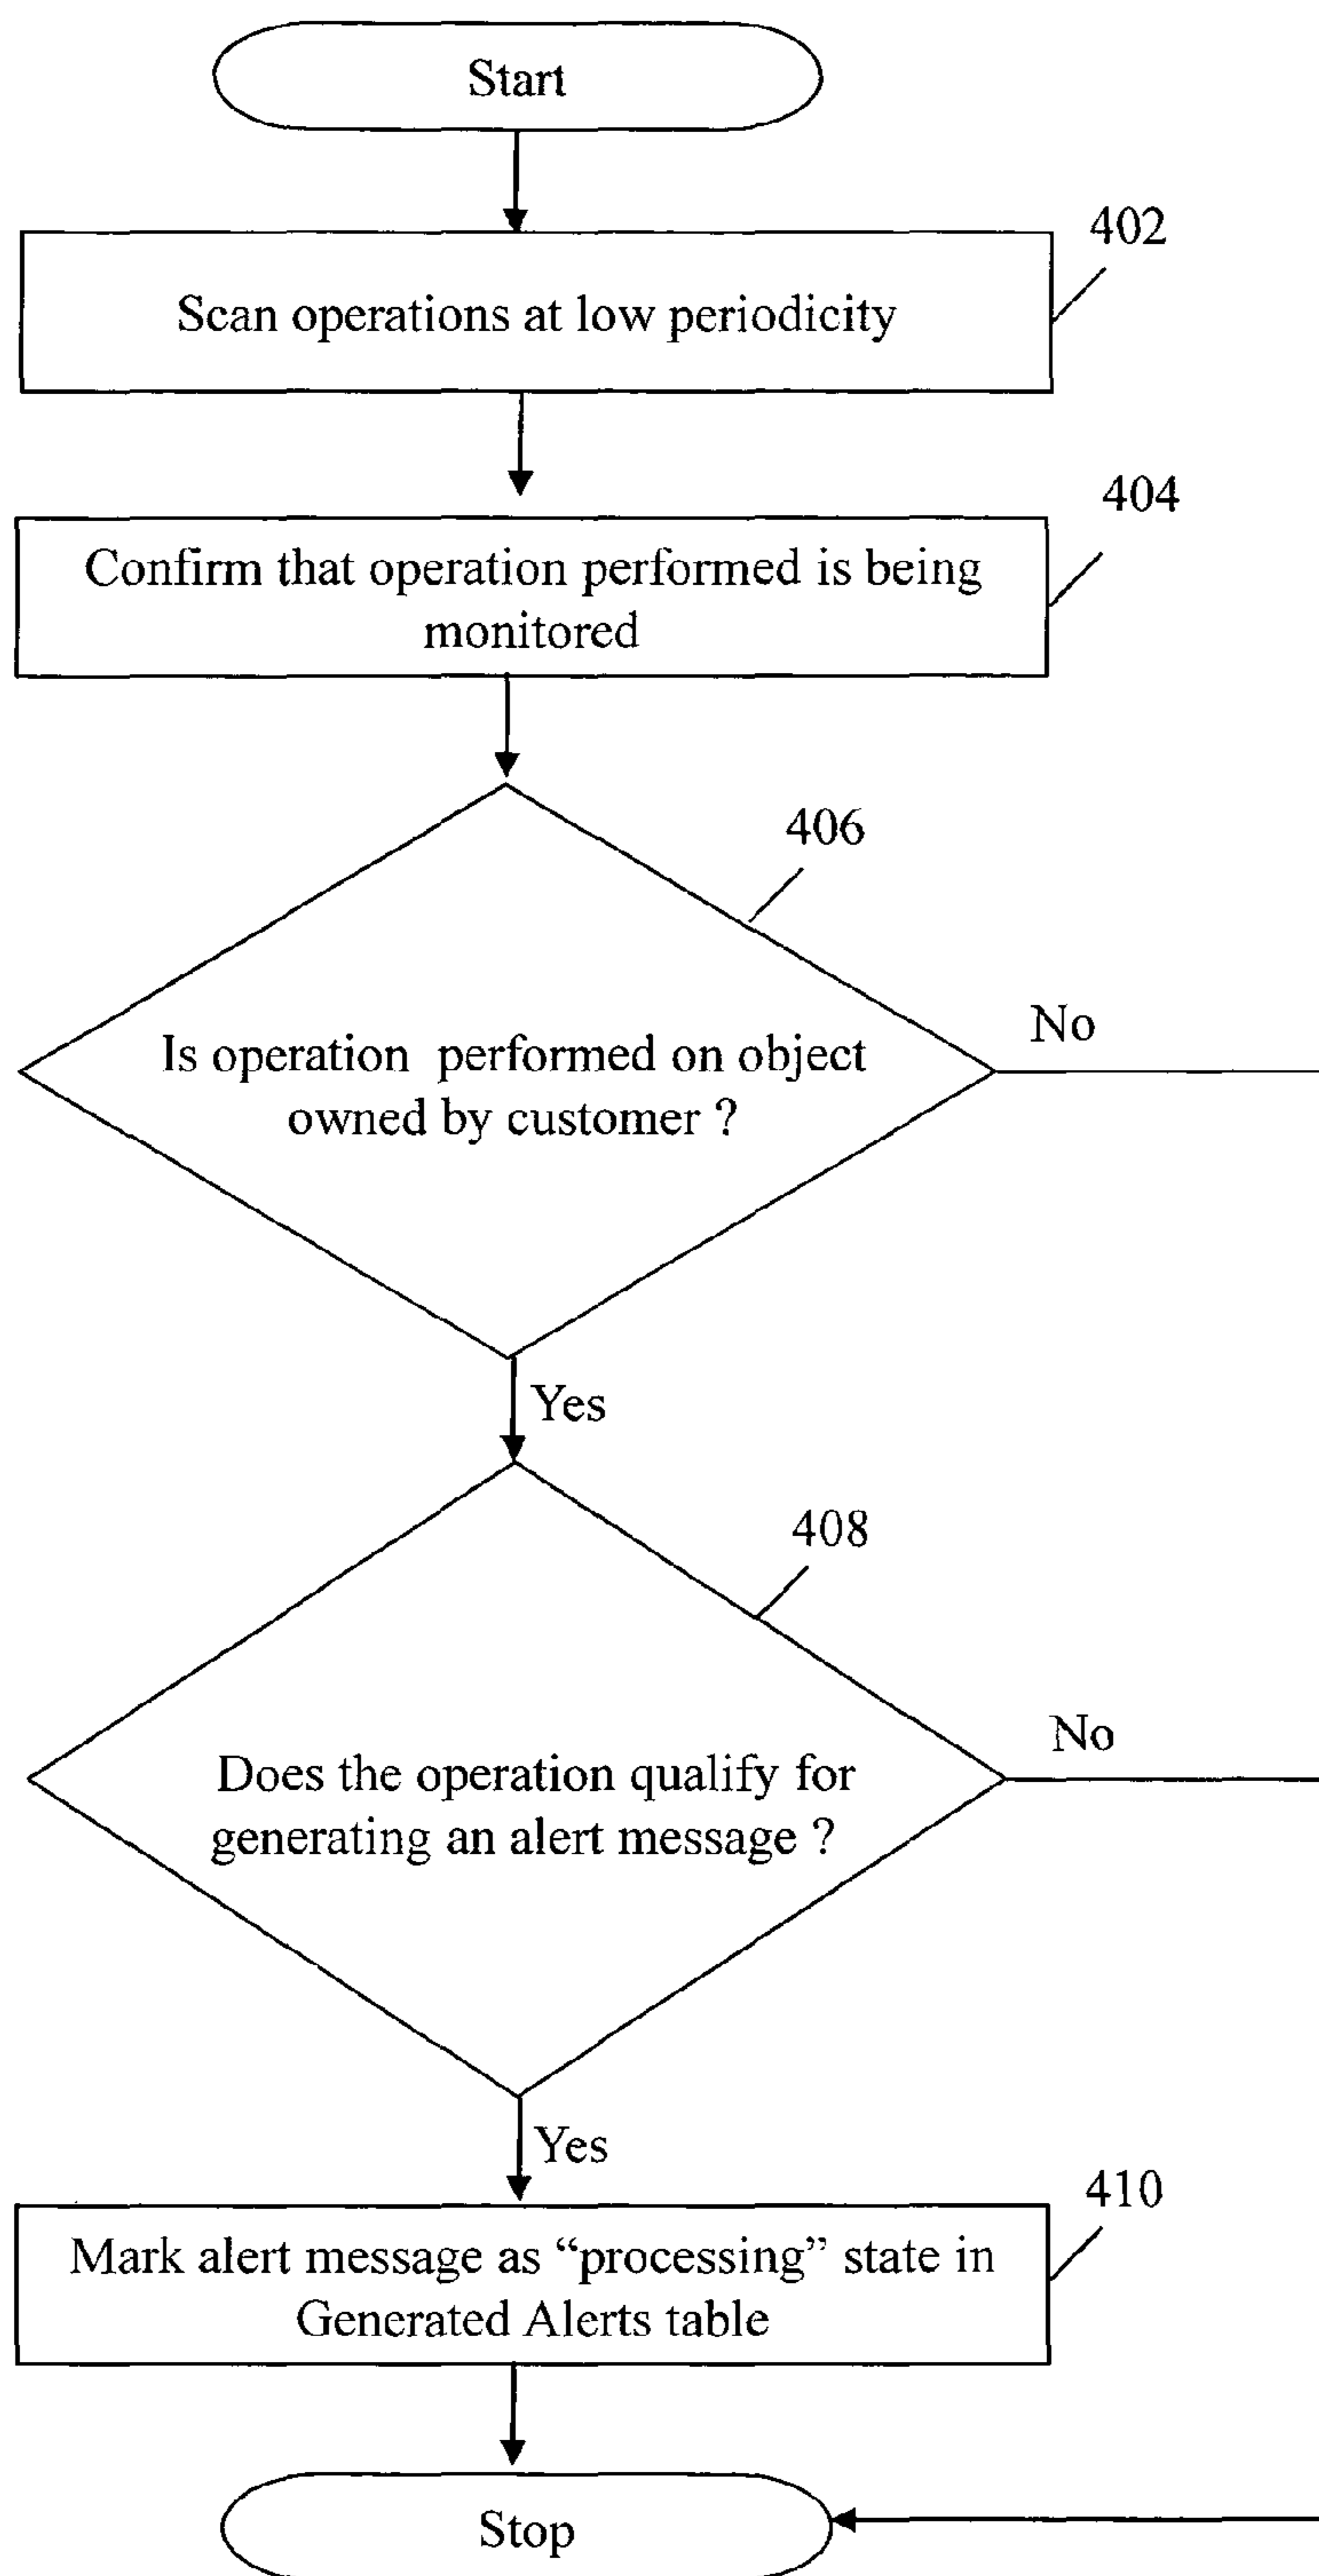 Start
402
Scan operations at low periodicity
404
Confirm that operation performed is being
monitored
406
Is operation performed on object
owned by customer ?
No
Yes
408
Does the operation qualify for
generating an alert message ?
No
Yes
410
Mark alert message as “processing” state in
Generated Alerts table
Stop